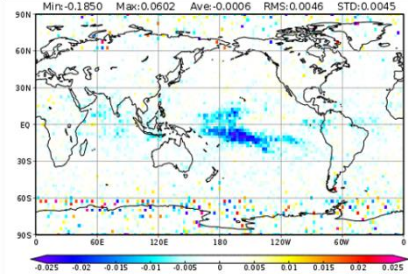 Min:-0.1850 Max:0.0602 Ave:-0.0006 RMS:0.0046 STD:0.0045
90N
60N
30N
EQ
30S
60S
90S
0 60E 120E 180 120W 60W 0
-0.025 -0.02 -0.015 -0.01 -0.005 0 0.005 0.01 0.015 0.02 0.025